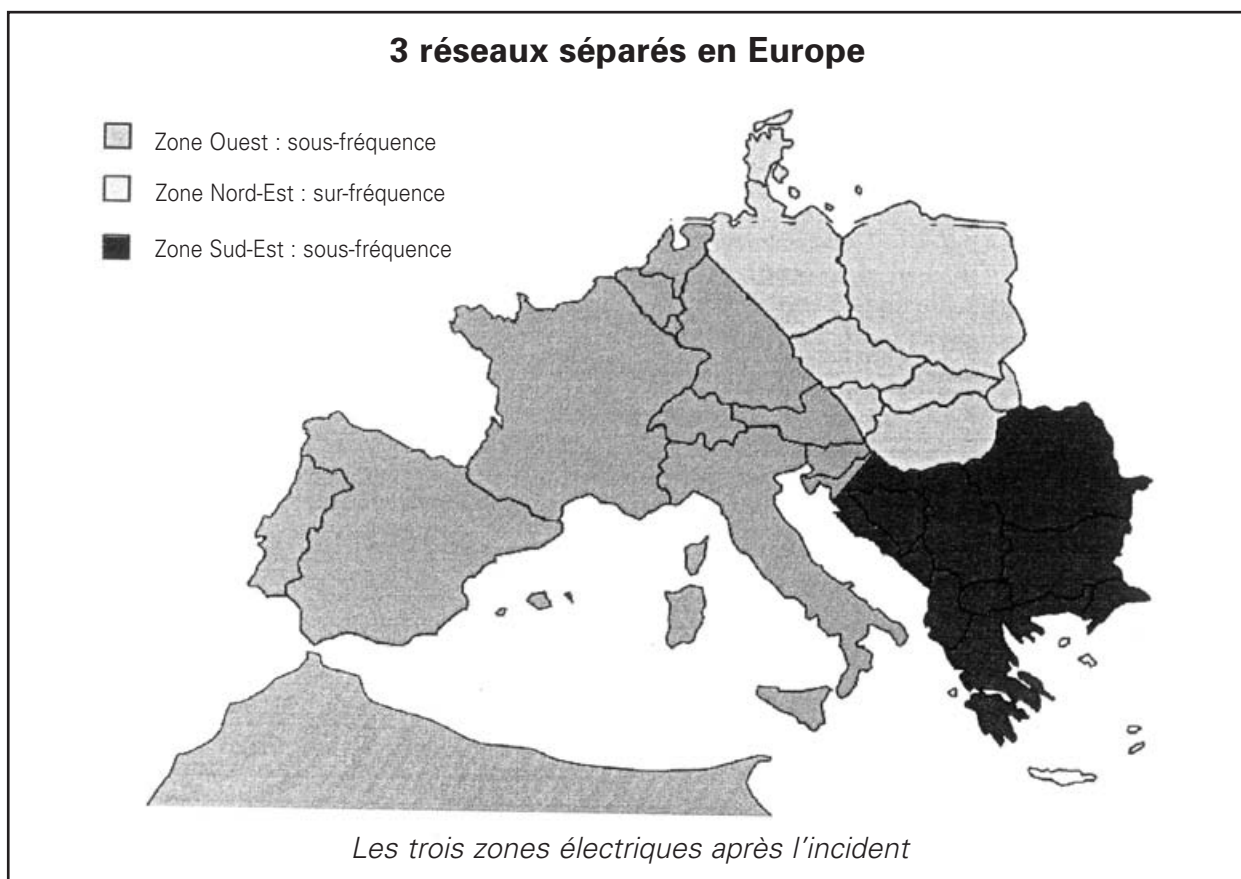 3 réseaux séparés en Europe
Zone Ouest : sous-fréquence
Zone Nord-Est : sur-fréquence
Zone Sud-Est : sous-fréquence
Les trois zones électriques après l'incident